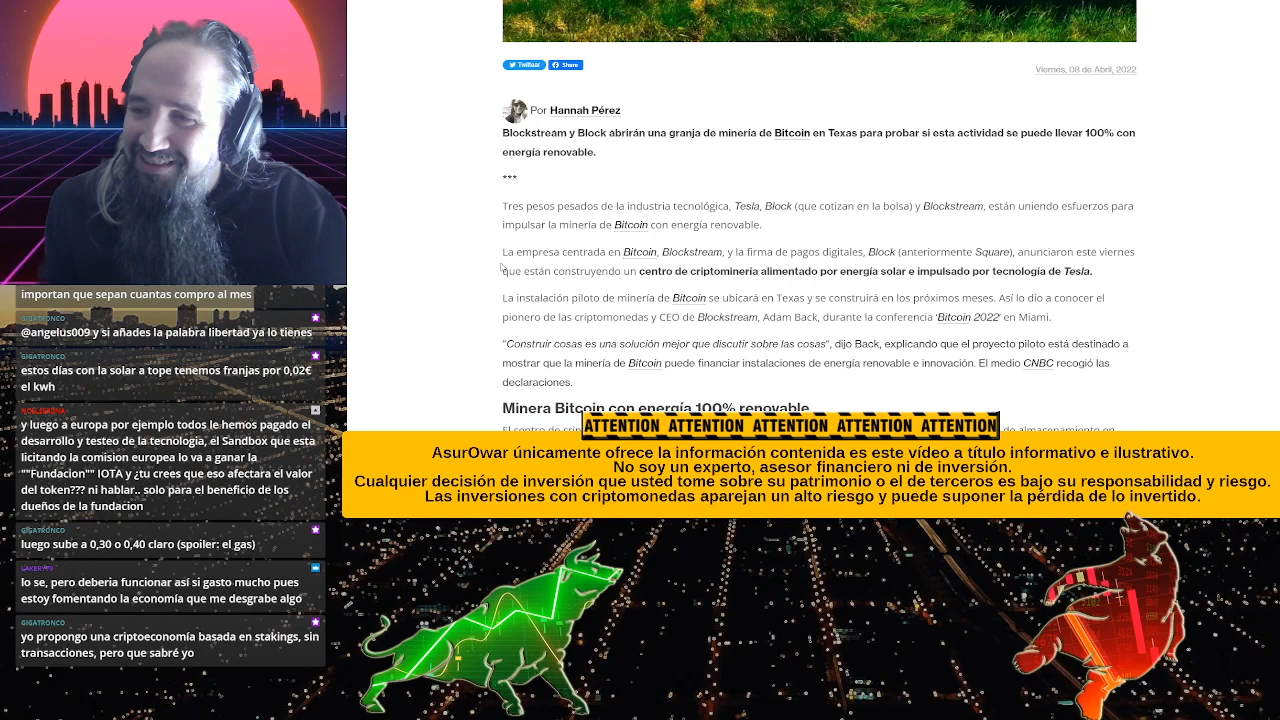 Twittear
Share
Viernes, 08 de Abril, 2022
Por Hannah Pérez
Blockstream y Block abrirán una granja de minería de Bitcoin en Texas para probar si esta actividad se puede llevar 100% con
energía renovable.
***
Tres pesos pesados de la industria tecnológica, Tesla, Block (que cotizan en la bolsa) y Blockstream, están uniendo esfuerzos para
impulsar la minería de Bitcoin con energía renovable.
La empresa centrada en Bitcoin, Blockstream, y la firma de pagos digitales, Block (anteriormente Square), anunciaron este viernes
que están construyendo un centro de criptominería alimentado por energía solar e impulsado por tecnología de Tesla.
La instalación piloto de minería de Bitcoin se ubicará en Texas y se construirá en los próximos meses. Así lo dio a conocer el
pionero de las criptomonedas y CEO de Blockstream, Adam Back, durante la conferencia 'Bitcoin 2022' en Miami.
"Construir cosas es una solución mejor que discutir sobre las cosas", dijo Back, explicando que el proyecto piloto está destinado a
mostrar que la minería de Bitcoin puede financiar instalaciones de energía renovable e innovación. El medio CNBC recogió las
declaraciones.
Minera Bitcoin con energía 100% renovable
ATTENTION ATTENTION ATTENTION ATTENTION ATTENTION
AsurOwar únicamente ofrece la información contenida es este vídeo a título informativo e ilustrativo.
No soy un experto, asesor financiero ni de inversión.
Cualquier decisión de inversión que usted tome sobre su patrimonio o el de terceros es bajo su responsabilidad y riesgo.
Las inversiones con criptomonedas aparejan un alto riesgo y puede suponer la pérdida de lo invertido.
importan que sepan cuantas compro al mes
GIGATRONCO
@angelus009 y si añades la palabra libertad ya lo tienes
GIGATRONCO
estos dias con la solar a tope tenemos franjas por 0,02€
el kwh
y luego a europa por ejemplo todos le hemos pagado el
desarrollo y testeo de la tecnologia, el Sandbox que esta
licitando la comision europea lo va a ganar la
""Fundacion"" IOTA y ¿tu crees que eso afectara el valor
del token??? ni hablar.. solo para el beneficio de los
dueños de la fundacion
GIGATRONCO
luego sube a 0,30 o 0,40 claro (spoiler: el gas)
lo se, pero deberia funcionar así si gasto mucho pues
estoy fomentando la economía que me desgrabe algo
GIGATRONCO
yo propongo una criptoeconomía basada en stakings, sin
transacciones, pero que sabré yo